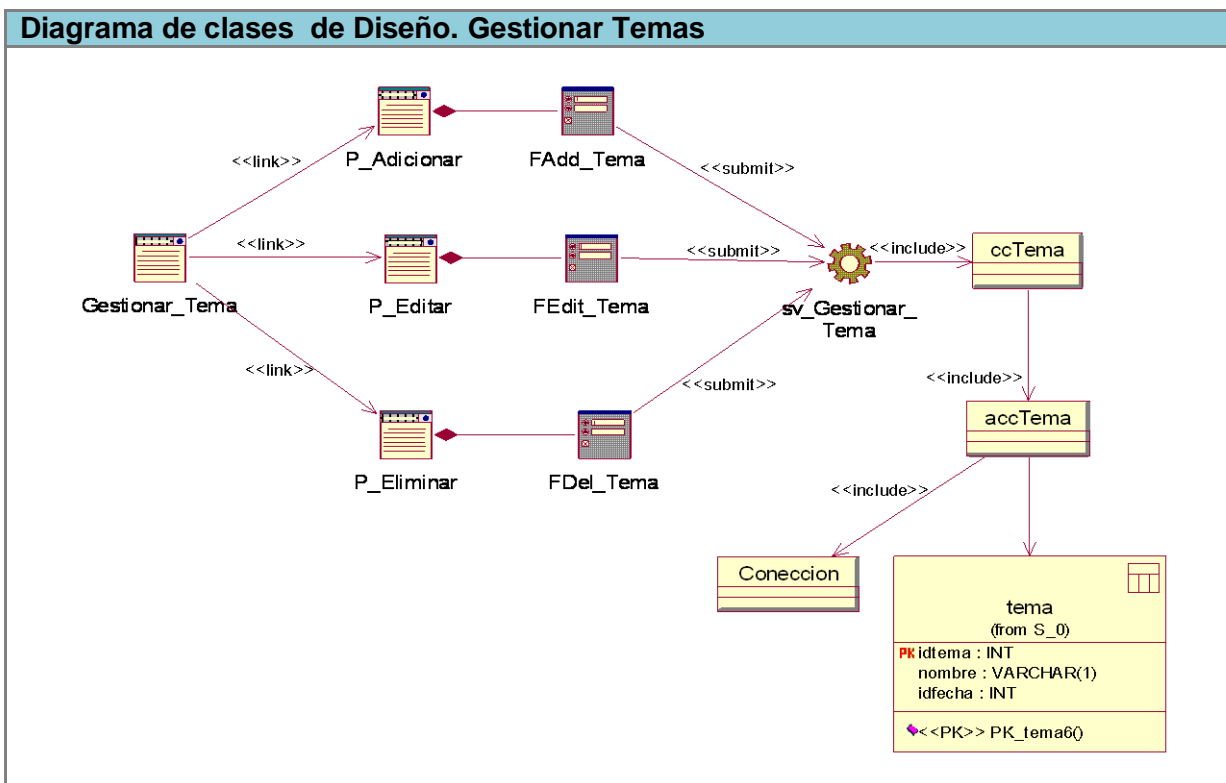 Diagrama de clases de Diseño. Gestionar Temas
<<link>>
P_Adicionar
FAdd_Tema
<<submit>>
<<link>>
<<submit>>
<<include>>
ccTema
Gestionar_Tema
P_Editar
FEdit_Tema
sv_Gestionar_
Tema
<<link>>
<<submit>>
<<include>>
accTema
P_Eliminar
FDel_Tema
<<include>>
Coneccion
tema
(from S_0)
PK idtema : INT
nombre : VARCHAR(1)
idfecha : INT
<<PK>> PK_tema6()